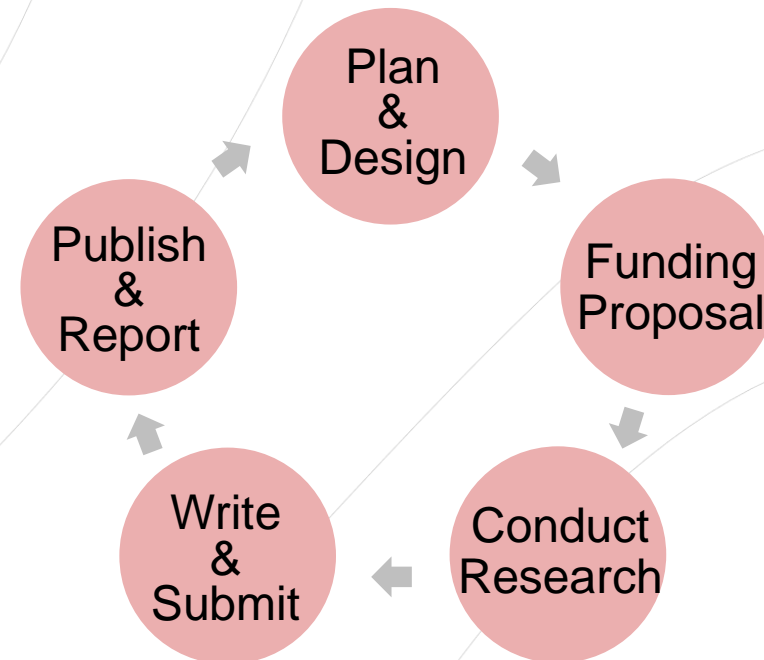 Plan
&
Design
Funding
Proposal
Conduct
Research
Write
&
Submit
Publish
&
Report